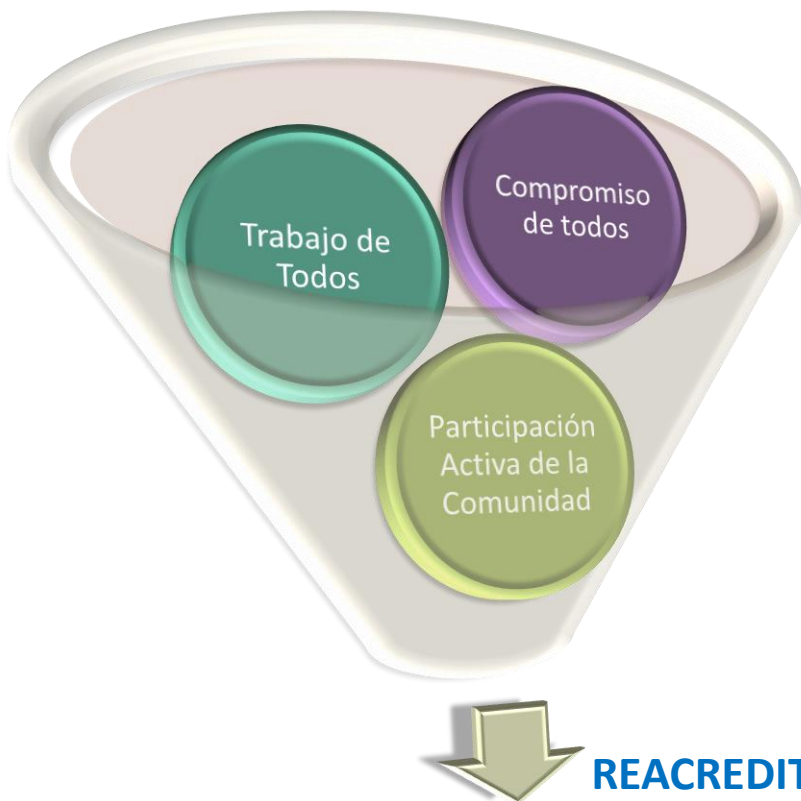 Trabajo de
Todos
Compromiso
de todos
Participación
Activa de la
Comunidad
REACREDIT